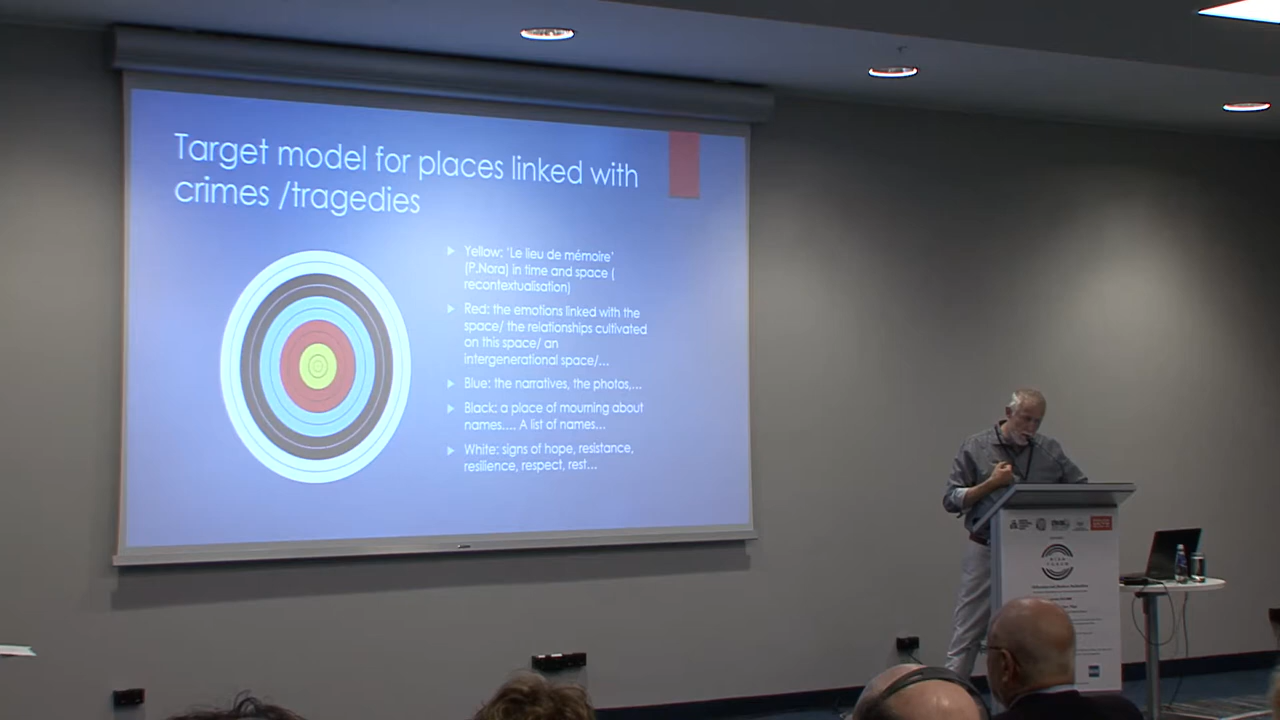 Target model for places linked with
crimes /tragedies
Yellow: 'Le lieu de mémoire'
(P.Nora) in time and space (
recontextualisation)
Red: the emotions linked with the
space/ the relationships cultivated
on this space/ an
intergenerational space/...
Blue: the narratives, the photos,...
Black: a place of mourning about
names.... A list of names...
White: signs of hope, resistance,
resilience, respect, rest...